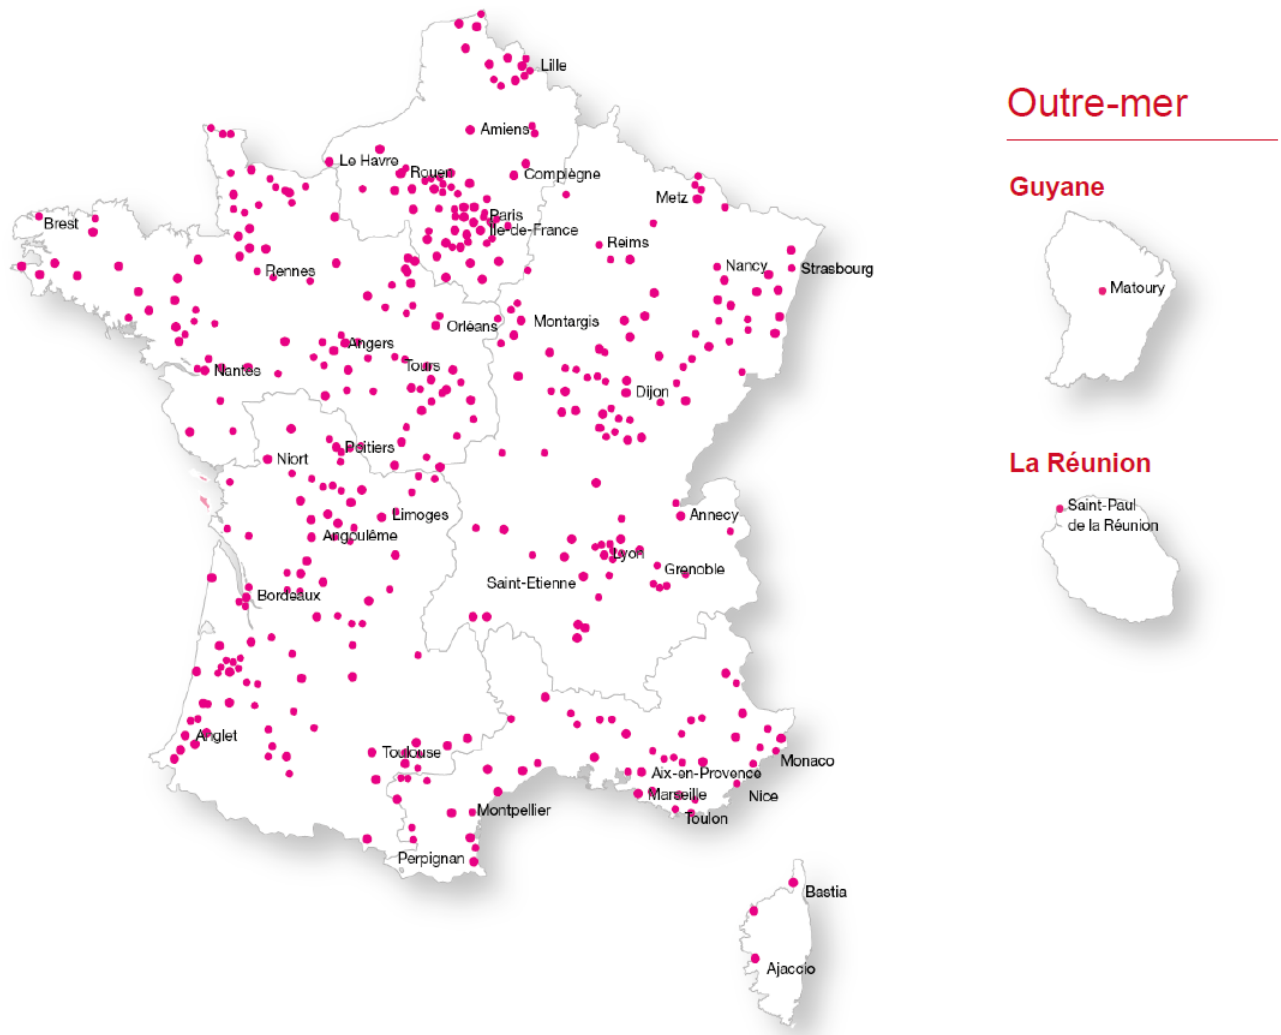 Lille
Outre-mer
Amiens
Le Havre
Rouen
Compiègne
Guyane
Metz
Brest
Paris
Ile-de-France
Reims
Rennes
Nancy
Strasbourg
Matoury
Orléans
Montargis
Angers
Tours
Nantes
Dijon
Poitiers
Niort
La Réunion
Limoges
Annecy
Saint-Paul
de la Réunion
Angoulême
Lyon
Grenoble
Saint-Etienne
Bordeaux
Anglet
Toulouse
Monaco
Aix-en-Provence
Marseille
Nice
Montpellier
Toulon
Perpignan
Bastia
Ajaccio